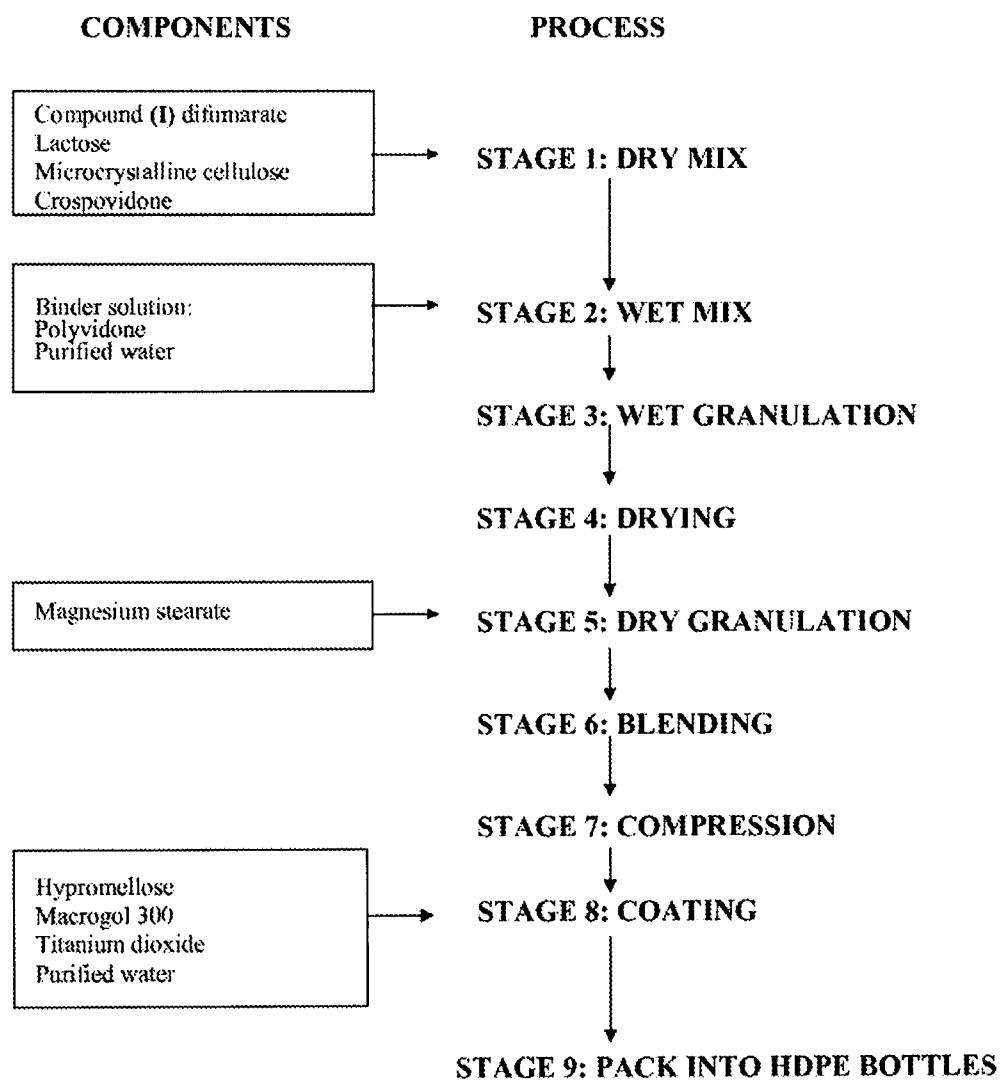 COMPONENTS
PROCESS
Compound (I) difumarate
Lactose
Microcrystalline cellulose
Crospovidone
STAGE 1: DRY MIX
Binder solution:
Polyvidone
Purified water
STAGE 2: WET MIX
STAGE 3: WET GRANULATION
STAGE 4: DRYING
Magnesium stearate
STAGE 5: DRY GRANULATION
STAGE 6: BLENDING
STAGE 7: COMPRESSION
Hypromellose
Macrogol 300
Titanium dioxide
Purified water
STAGE 8: COATING
STAGE 9: PACK INTO HDPE BOTTLES